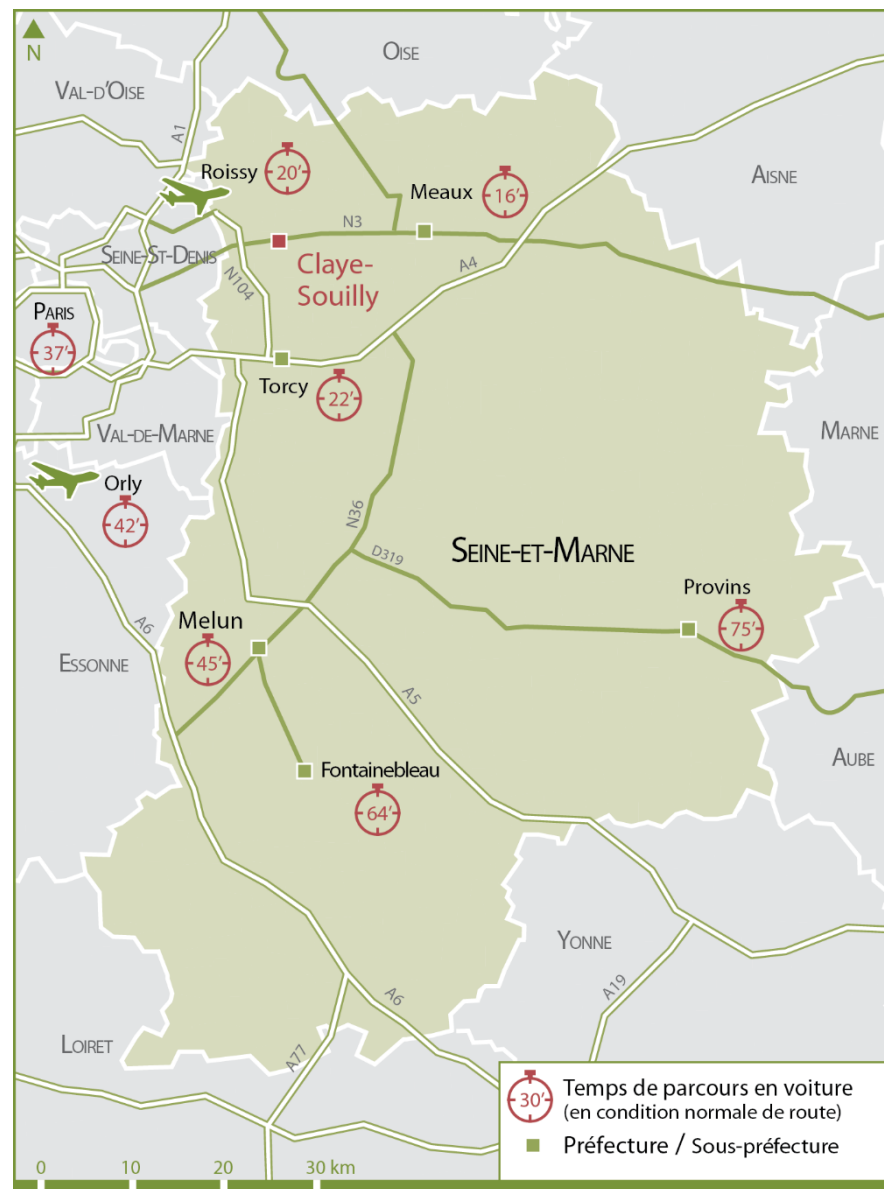 N
OISE
VAL-D'OISE
A1
AISNE
Roissy
20'
Meaux
16'
N3
SEINE-ST-DENIS
Claye-
Souilly
N104
A4
PARIS
37'
Torcy
22'
VAL-DE-MARNE
MARNE
Orly
42'
N36
D319
SEINE-ET-MARNE
Provins
75'
A6
Melun
45'
ESSONNE
A5
AUBE
Fontainebleau
64'
YONNE
A6
A19
LOIRET
A77
30'
Temps de parcours en voiture
(en condition normale de route)
Préfecture / Sous-préfecture
0 10 20 30 km